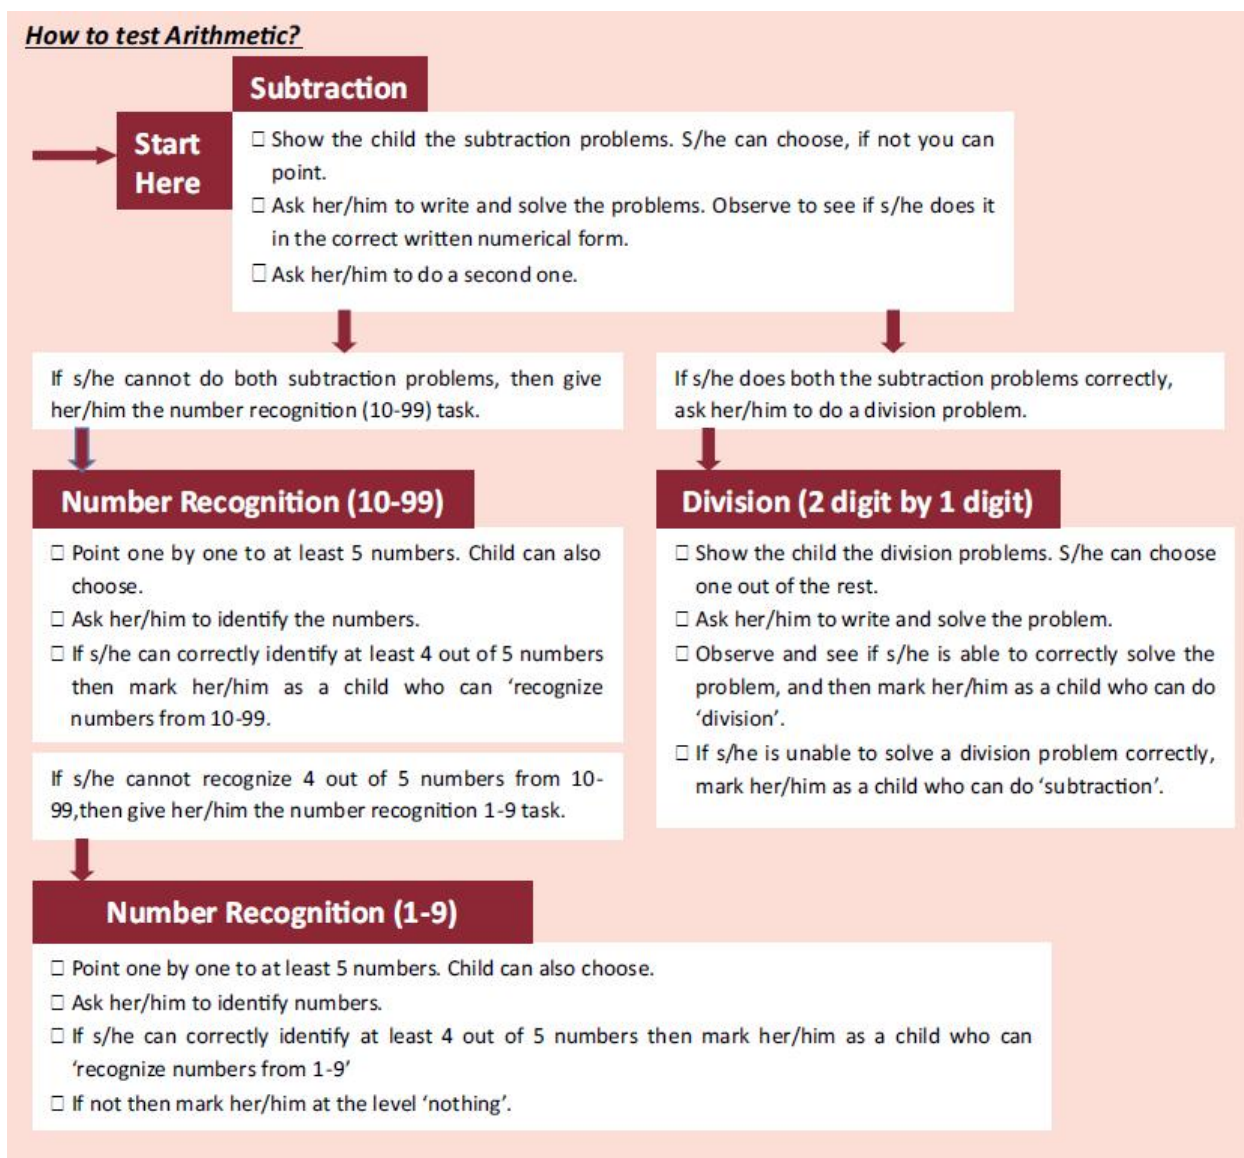 How to test Arithmetic?
Subtraction
Start
Here
☐ Show the child the subtraction problems. S/he can choose, if not you can
point.
☐ Ask her/him to write and solve the problems. Observe to see if s/he does it
in the correct written numerical form.
☐ Ask her/him to do a second one.
If s/he cannot do both subtraction problems, then give
her/him the number recognition (10-99) task.
If s/he does both the subtraction problems correctly,
ask her/him to do a division problem.
Number Recognition (10-99)
☐ Point one by one to at least 5 numbers. Child can also
choose.
☐ Ask her/him to identify the numbers.
☐ If s/he can correctly identify at least 4 out of 5 numbers
then mark her/him as a child who can ‘recognize
numbers from 10-99.
If s/he cannot recognize 4 out of 5 numbers from 10-
99,then give her/him the number recognition 1-9 task.
Division (2 digit by 1 digit)
☐ Show the child the division problems. S/he can choose
one out of the rest.
☐ Ask her/him to write and solve the problem.
☐ Observe and see if s/he is able to correctly solve the
problem, and then mark her/him as a child who can do
‘division’.
☐ If s/he is unable to solve a division problem correctly,
mark her/him as a child who can do ‘subtraction’.
Number Recognition (1-9)
☐ Point one by one to at least 5 numbers. Child can also choose.
☐ Ask her/him to identify numbers.
☐ If s/he can correctly identify at least 4 out of 5 numbers then mark her/him as a child who can
‘recognize numbers from 1-9’
☐ If not then mark her/him at the level ‘nothing’.